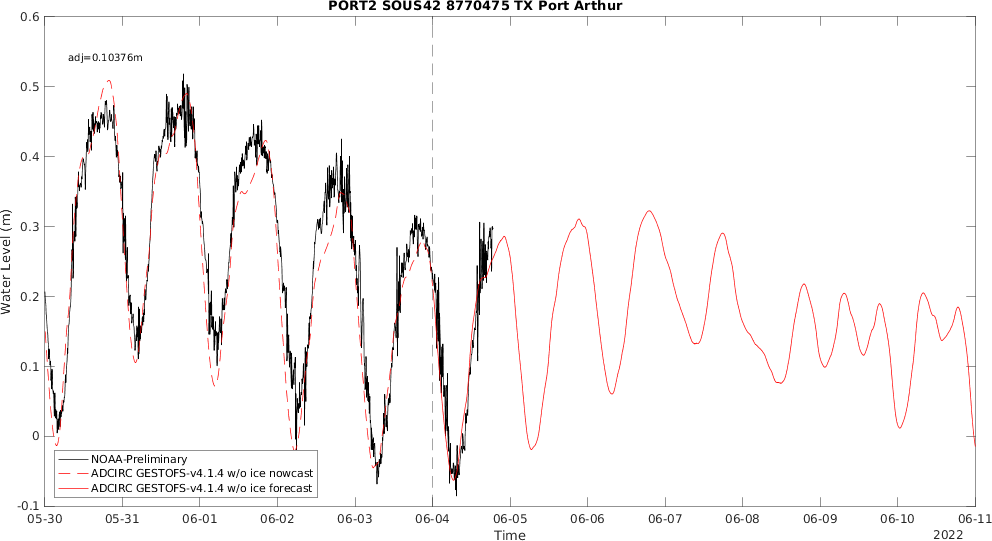 PORT2 SOUS42 8770475 TX Port Arthur
0.6
adj=0.10376m
0.5
0.4
0.3
Water Level (m)
0.2
0.1
0
NOAA-Preliminary
ADCIRC GESTOFS-v4.1.4 w/o ice nowcast
ADCIRC GESTOFS-v4.1.4 w/o ice forecast
-0.1
05-30 05-31 06-01 06-02 06-03 06-04 06-05 06-06 06-07 06-08 06-09 06-10 06-11
Time
2022